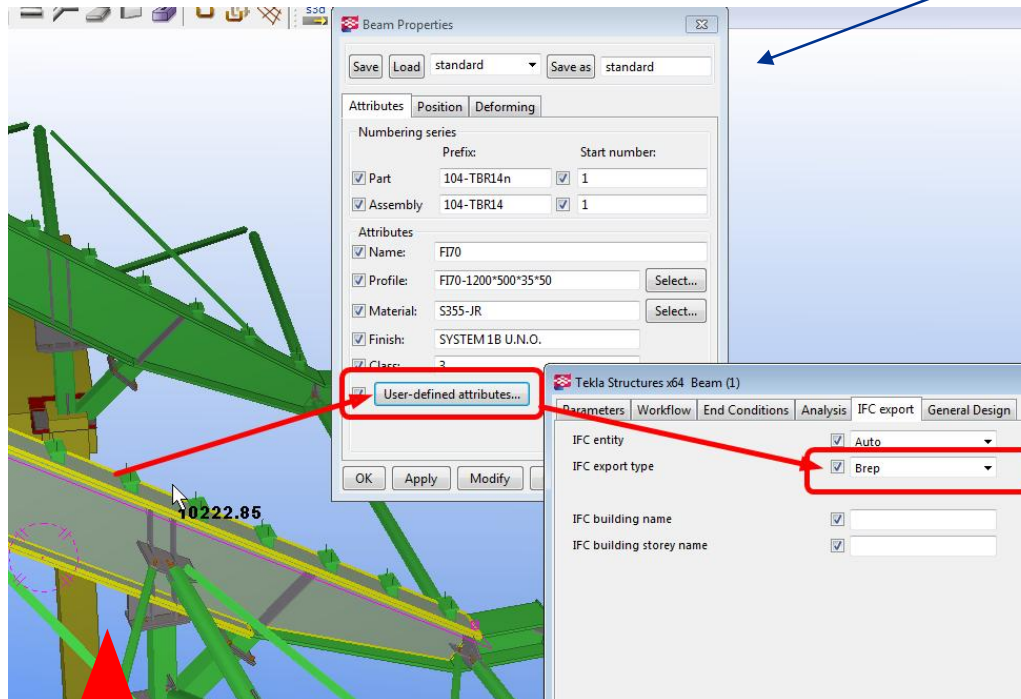 s3d
Beam Properties
Save Load standard Save as standard
Attributes Position Deforming
Numbering series
Prefix: Start number:
Part 104-TBR14n 1
Assembly 104-TBR14 1
Attributes
Name: FI70
Profile: FI70-1200*500*35*50 Select...
Material: S355-JR Select...
Finish: SYSTEM 1B U.N.O.
Class: 3
User-defined attributes...
OK Apply Modify
10222.85
Tekla Structures x64 Beam (1)
Parameters Workflow End Conditions Analysis IFC export General Design
IFC entity Auto
IFC export type Brep
IFC building name
IFC building storey name